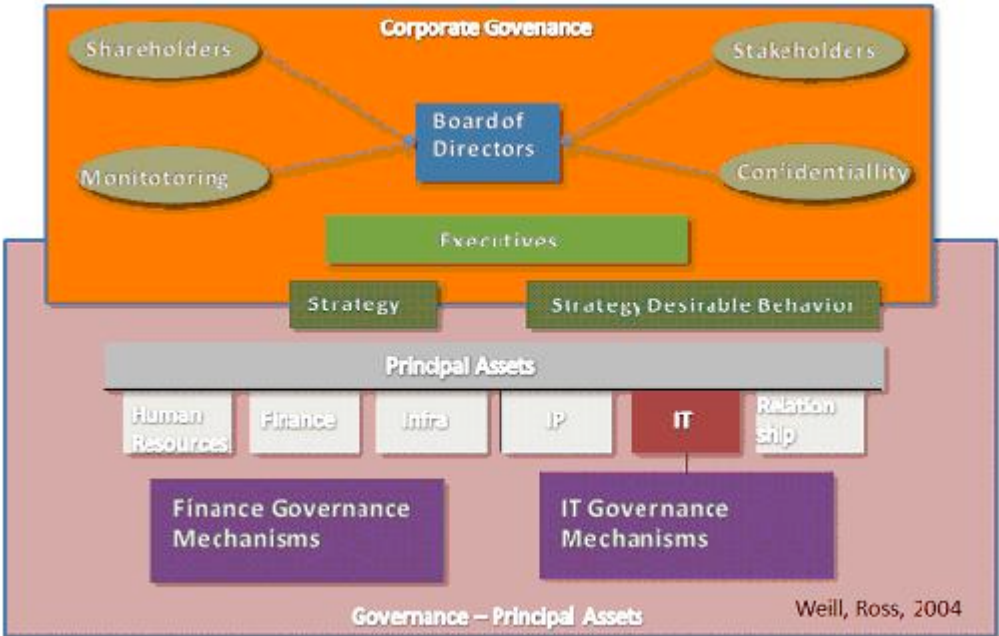 Corporate Govenance
Shareholders
Stakeholders
Board of
Directors
Monitotoring
Confidentiallity
Executives
Strategy
Strategy Desirable Behavior
Principal Assets
Human
Resources
Finance
Infra
IP
IT
Relation
ship
Finance Governance
Mechanisms
IT Governance
Mechanisms
Weill, Ross, 2004
Governance – Principal Assets